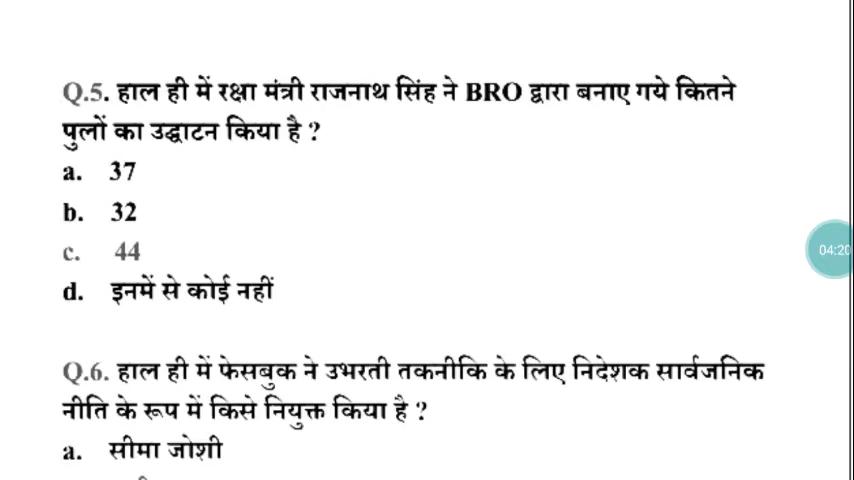 Q.5. हाल ही में रक्षा मंत्री राजनाथ सिंह ने BRO द्वारा बनाए गये कितने
पुलों का उद्घाटन किया है ?
a. 37
b. 32
c. 44
d. इनमें से कोई नहीं
04:20
Q.6. हाल ही में फेसबुक ने उभरती तकनीकि के लिए निदेशक सार्वजनिक
नीति के रूप में किसे नियुक्त किया है ?
a. सीमा जोशी